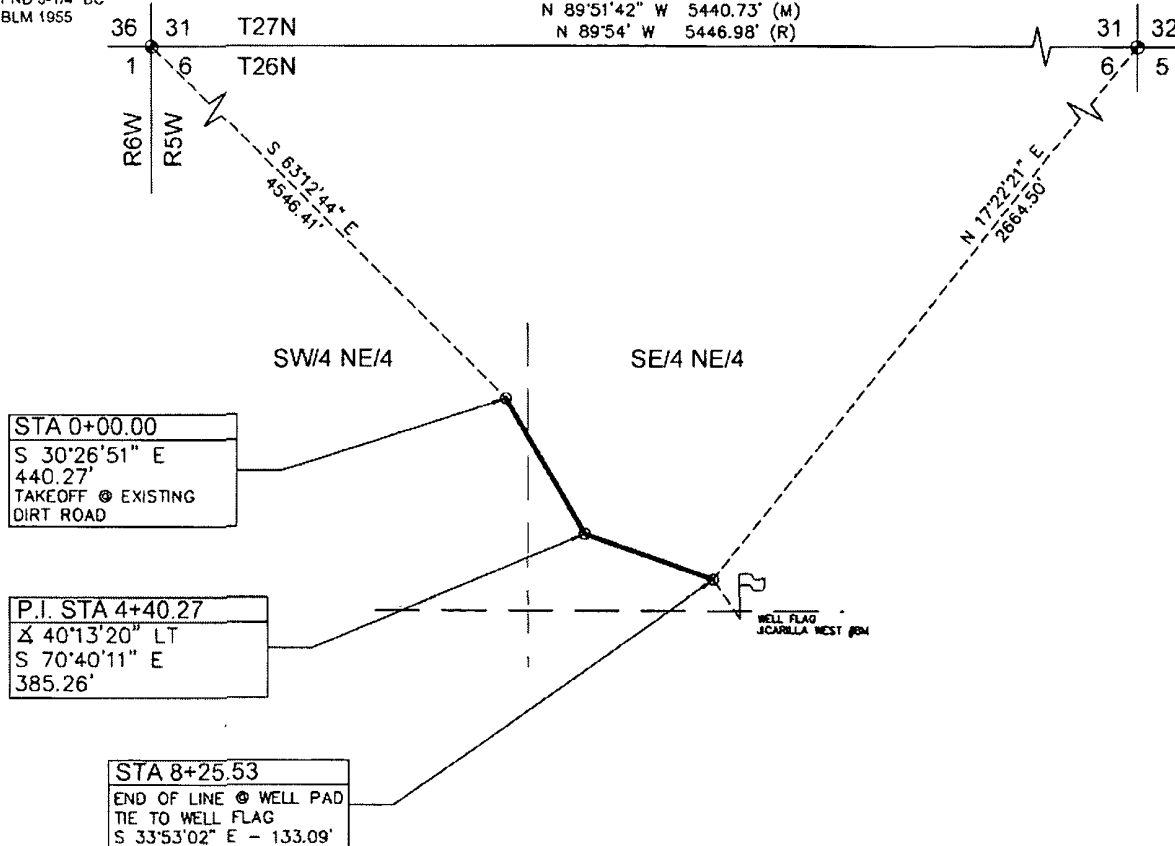 BLM 1955
N 89°51'42" W 5440.73' (M)
N 89°54' W 5446.98' (R)
36 31 T27N 31 32
1 6 T26N 6 5
R6W R5W
S 63°12'44" E
4546.41'
N 17°22'21" E
2664.50'
SW/4 NE/4 SE/4 NE/4
STA 0+00.00
S 30°26'51" E
440.27'
TAKEOFF @ EXISTING
DIRT ROAD
P.I. STA 4+40.27
∡ 40°13'20" LT
S 70°40'11" E
385.26'
WELL FLAG
JICARILLA WEST #8M
STA 8+25.53
END OF LINE @ WELL PAD
TIE TO WELL FLAG
S 33°53'02" E - 133.09'